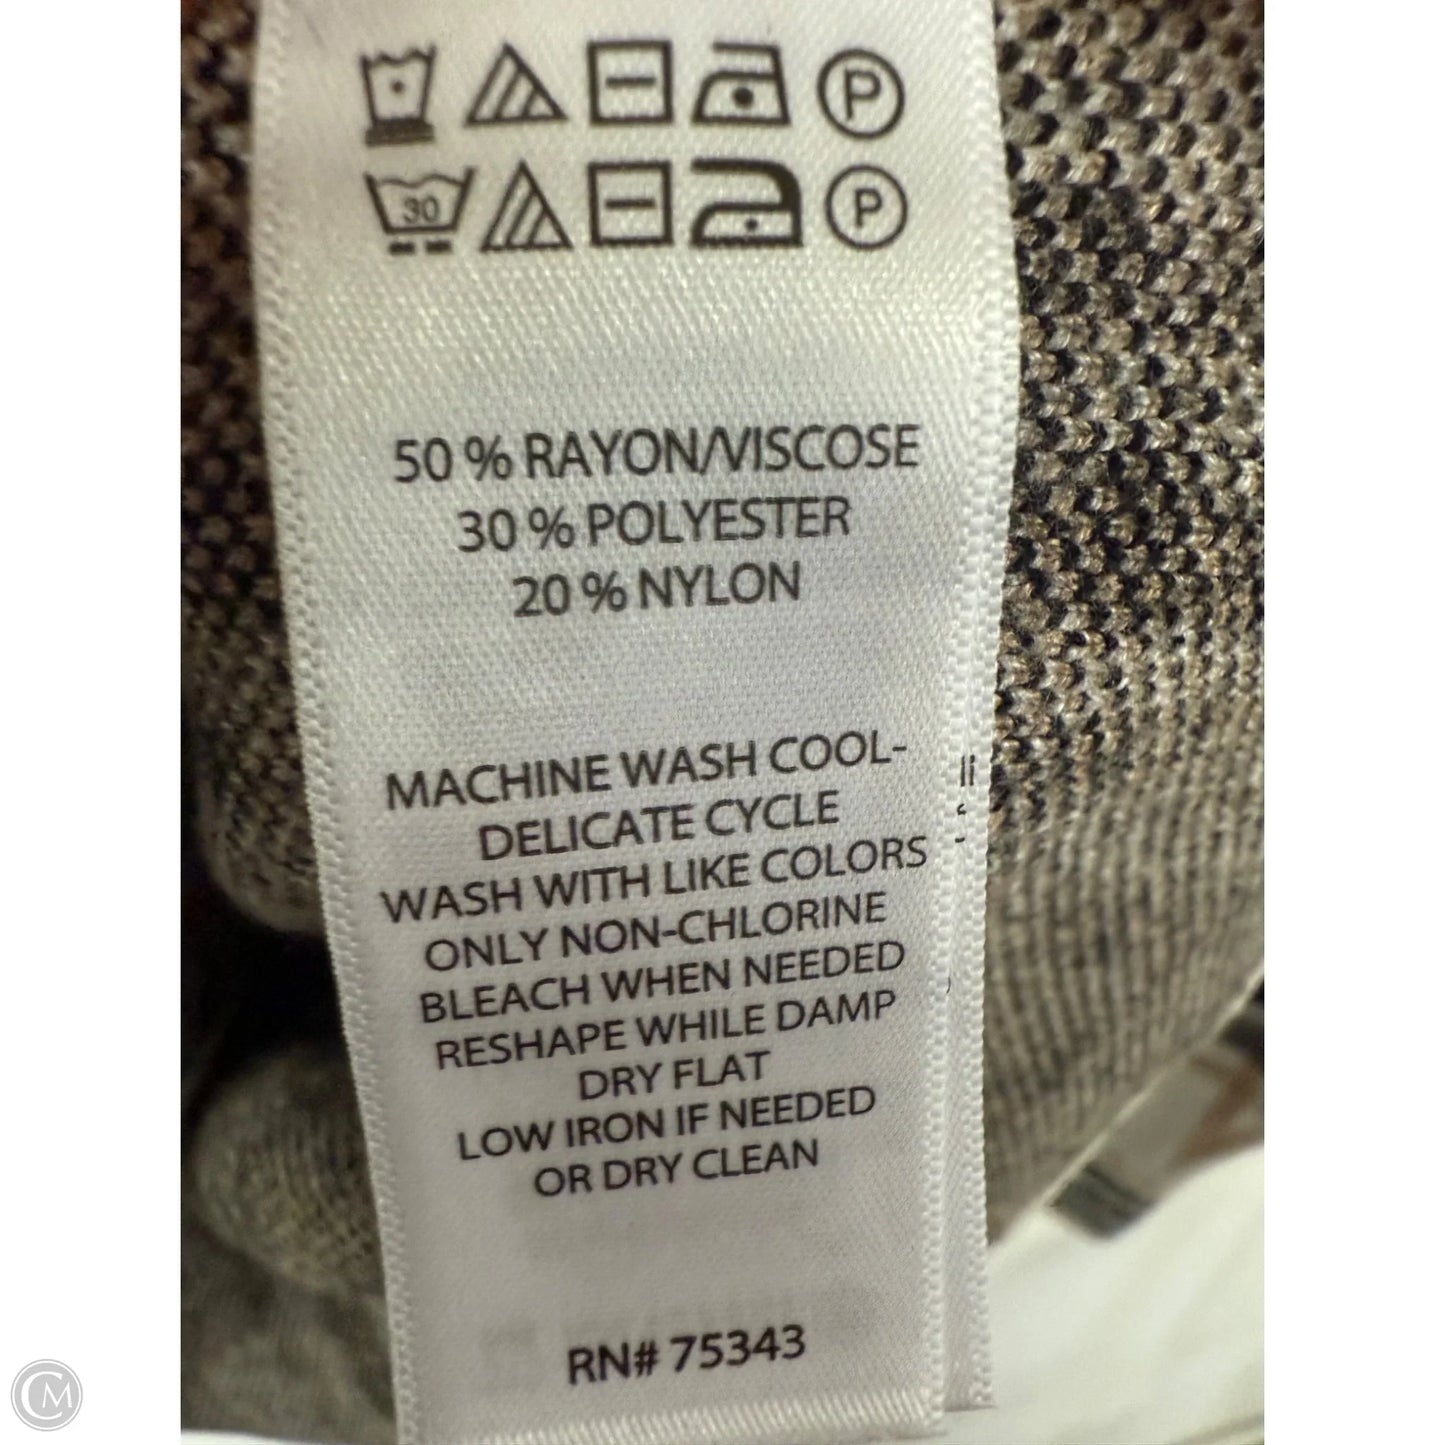 P
30 P
50 % RAYON/VISCOSE
30 % POLYESTER
20 % NYLON
MACHINE WASH COOL-
DELICATE CYCLE
WASH WITH LIKE COLORS
ONLY NON-CHLORINE
BLEACH WHEN NEEDED
RESHAPE WHILE DAMP
DRY FLAT
LOW IRON IF NEEDED
OR DRY CLEAN
RN# 75343
CM